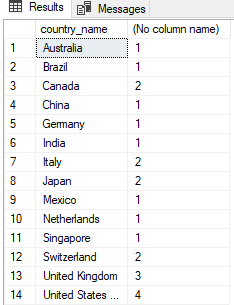 Results Messages
country_name (No column name)
1 Australia 1
2 Brazil 1
3 Canada 2
4 China 1
5 Germany 1
6 India 1
7 Italy 2
8 Japan 2
9 Mexico 1
10 Netherlands 1
11 Singapore 1
12 Switzerland 2
13 United Kingdom 3
14 United States ... 4